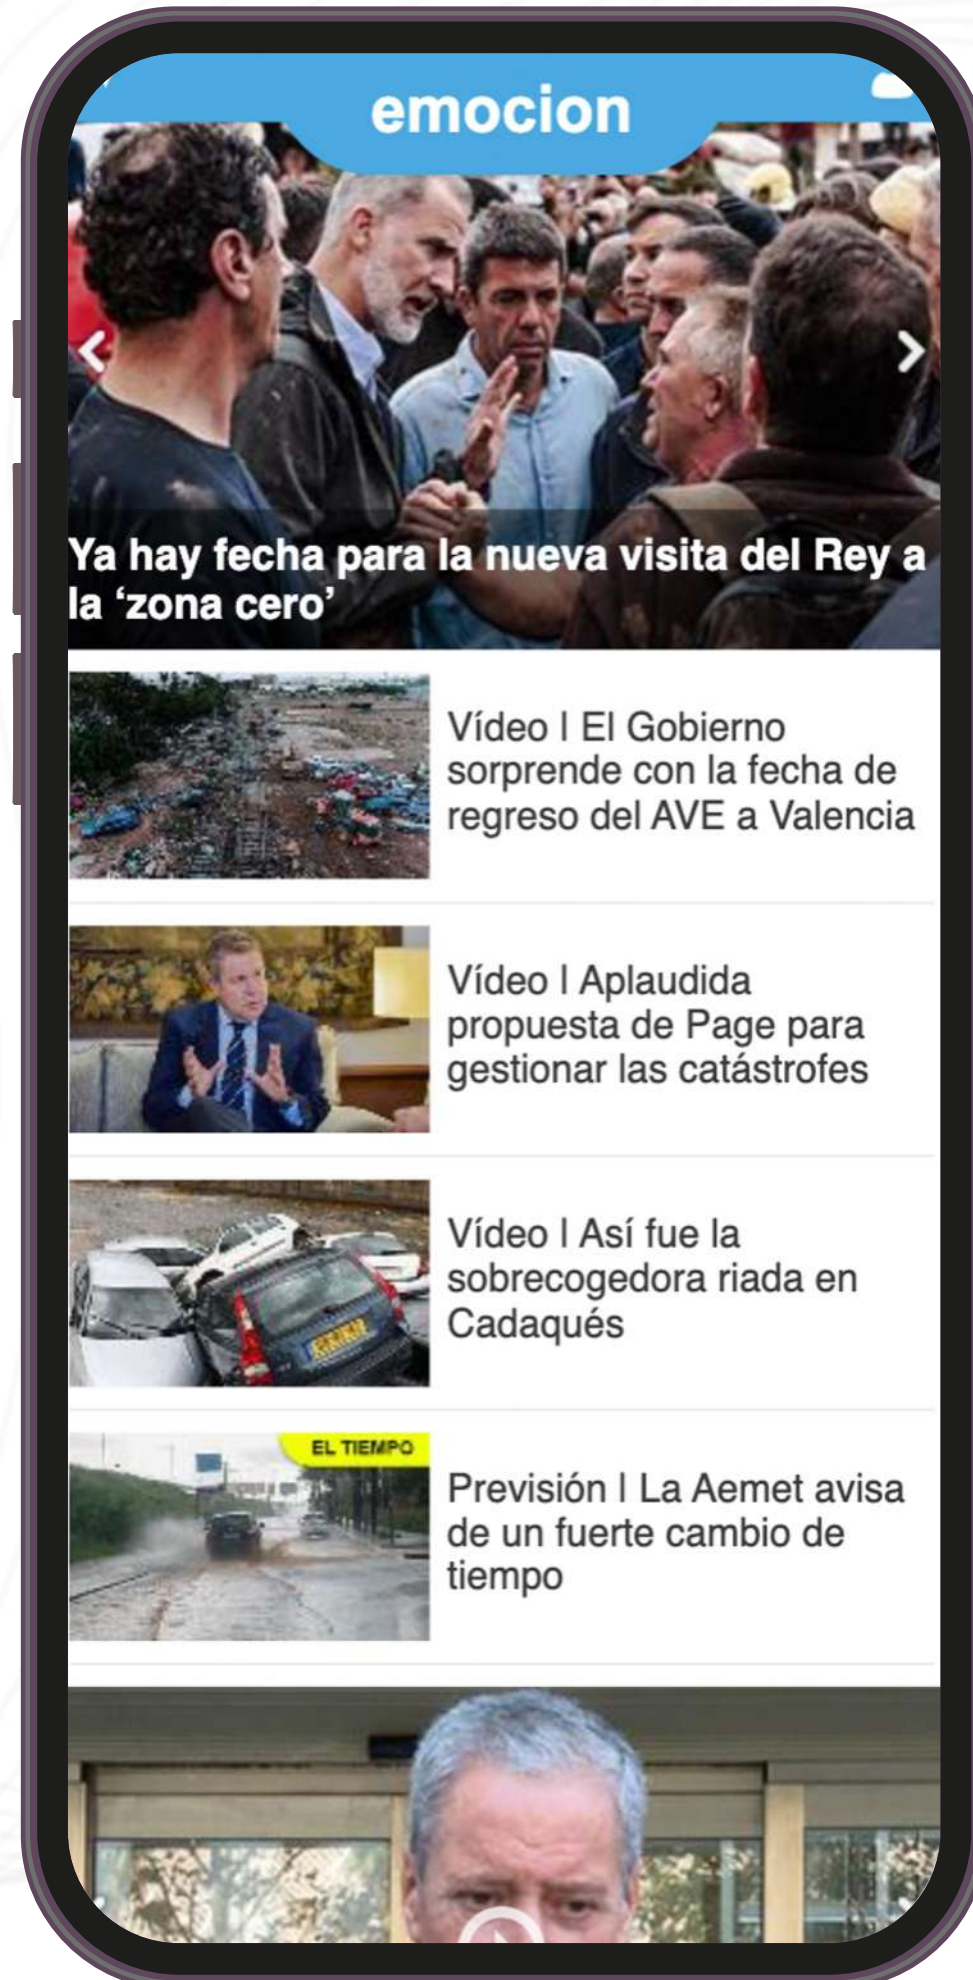 emocion
Ya hay fecha para la nueva visita del Rey a
la ‘zona cero’
Vídeo | El Gobierno
sorprende con la fecha de
regreso del AVE a Valencia
Vídeo | Aplaudida
propuesta de Page para
gestionar las catástrofes
Vídeo | Así fue la
sobrecogedora riada en
Cadaqués
EL TIEMPO
Previsión | La Aemet avisa
de un fuerte cambio de
tiempo